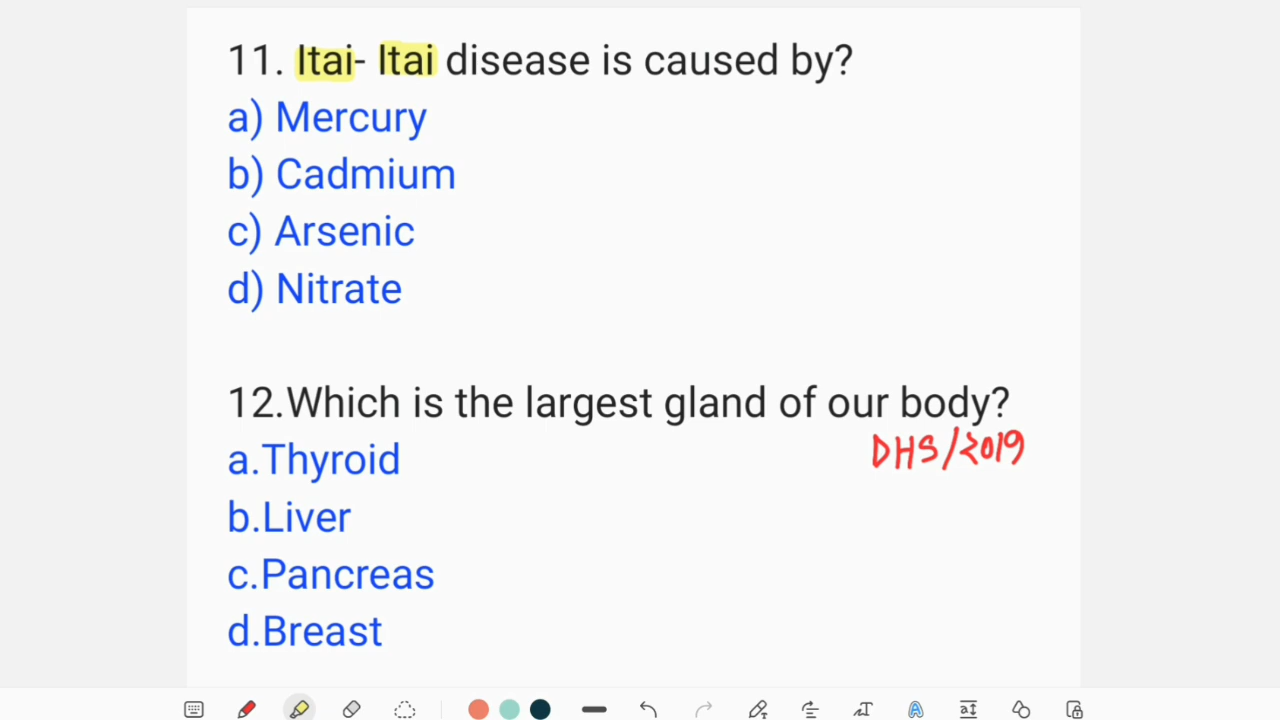 11. Itai- Itai disease is caused by?
a) Mercury
b) Cadmium
c) Arsenic
d) Nitrate
12.Which is the largest gland of our body?
DHS/2019
a.Thyroid
b.Liver
c.Pancreas
d.Breast